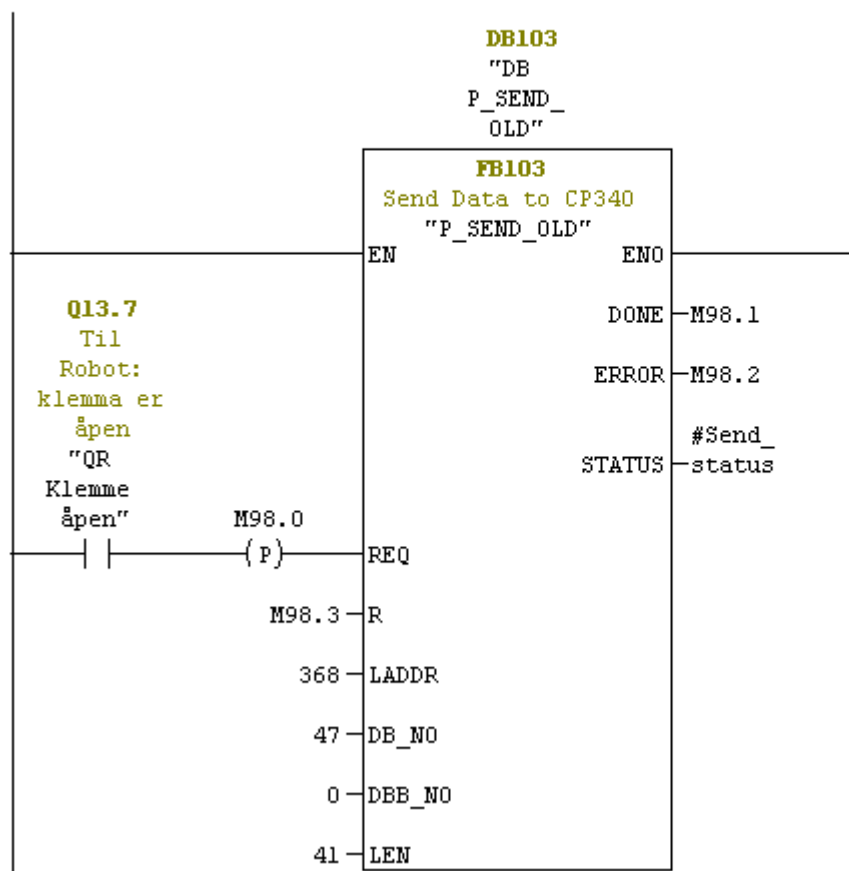 DB103
"DB
P_SEND_
OLD"
FB103
Send Data to CP340
"P_SEND_OLD"
EN
ENO
Q13.7
Til
Robot:
klemma er
åpen
"QR
Klemme
åpen"
DONE
M98.1
ERROR
M98.2
#Send_
status
STATUS
M98.0
(P)
REQ
M98.3
R
368
LADDR
47
DB_NO
0
DBB_NO
41
LEN